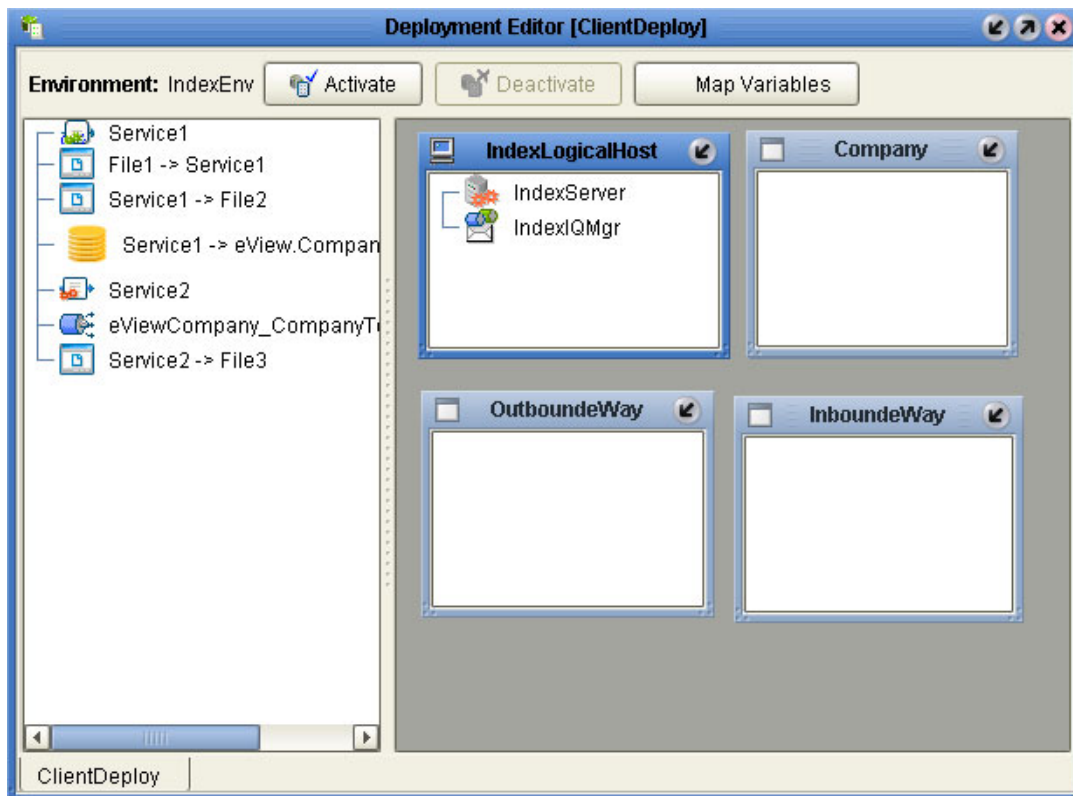 Deployment Editor [ClientDeploy]
Environment: IndexEnv Activate Deactivate Map Variables
Service1
File1 -> Service1
Service1 -> File2
Service1 -> eView.Compan
Service2
eViewCompany_CompanyT
Service2 -> File3
IndexLogicalHost
IndexServer
IndexIQMgr
Company
OutboundeWay
InboundeWay
ClientDeploy